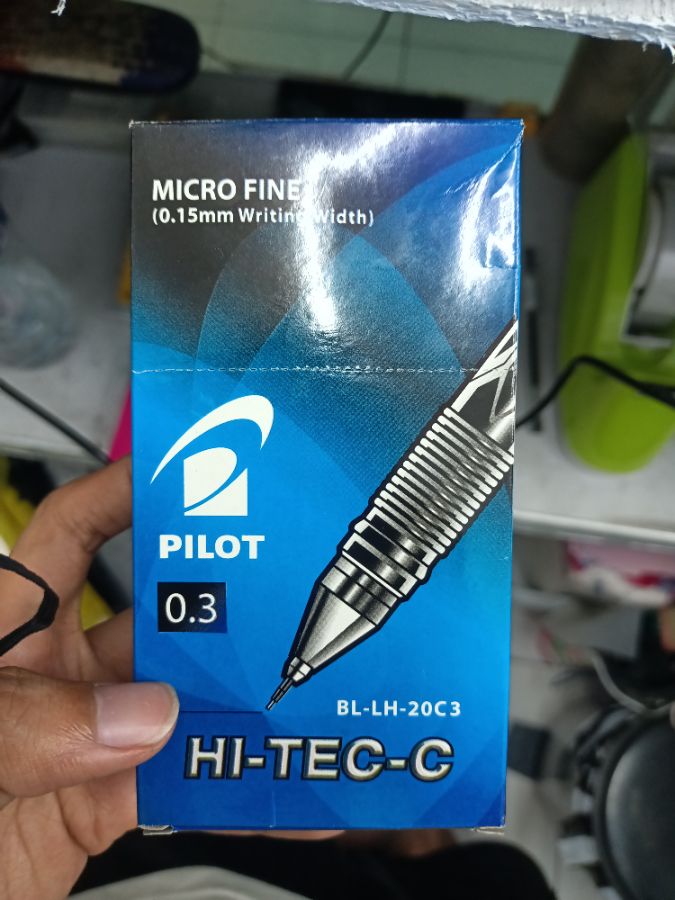 MICRO FINE
(0.15mm Writing Width)
PILOT
0.3
BL-LH-20C3
HI-TEC-C